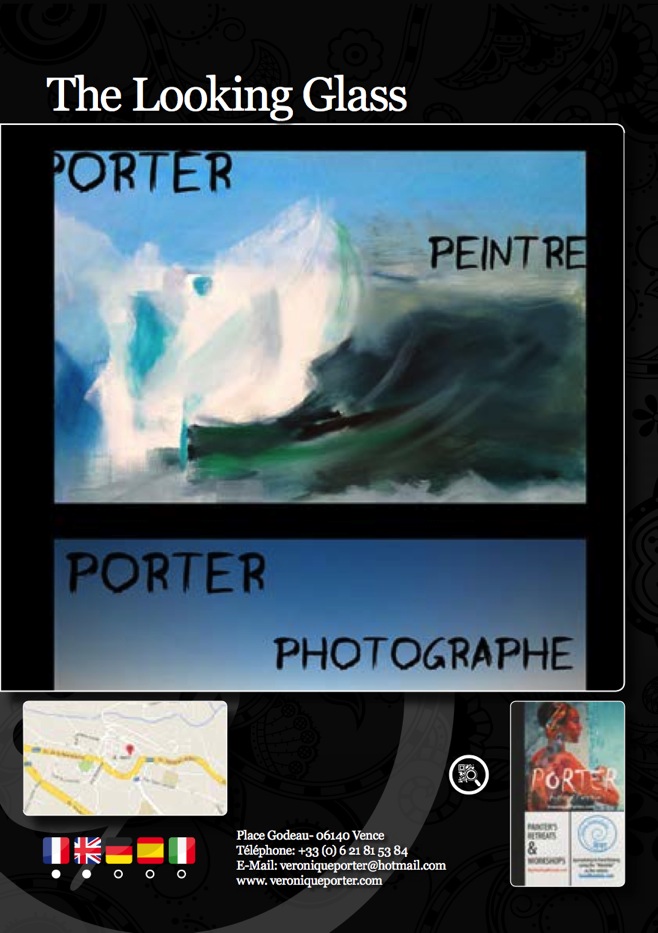 The Looking Glass
PORTER
PEINTRE
PORTER
PHOTOGRAPHE
PORTER
PAINTER'S
RETREATS
&
WORKSHOPS
Place Godeau- 06140 Vence
Téléphone: +33 (0) 6 21 81 53 84
E-Mail: veroniqueporter@hotmail.com
www. veroniqueporter.com